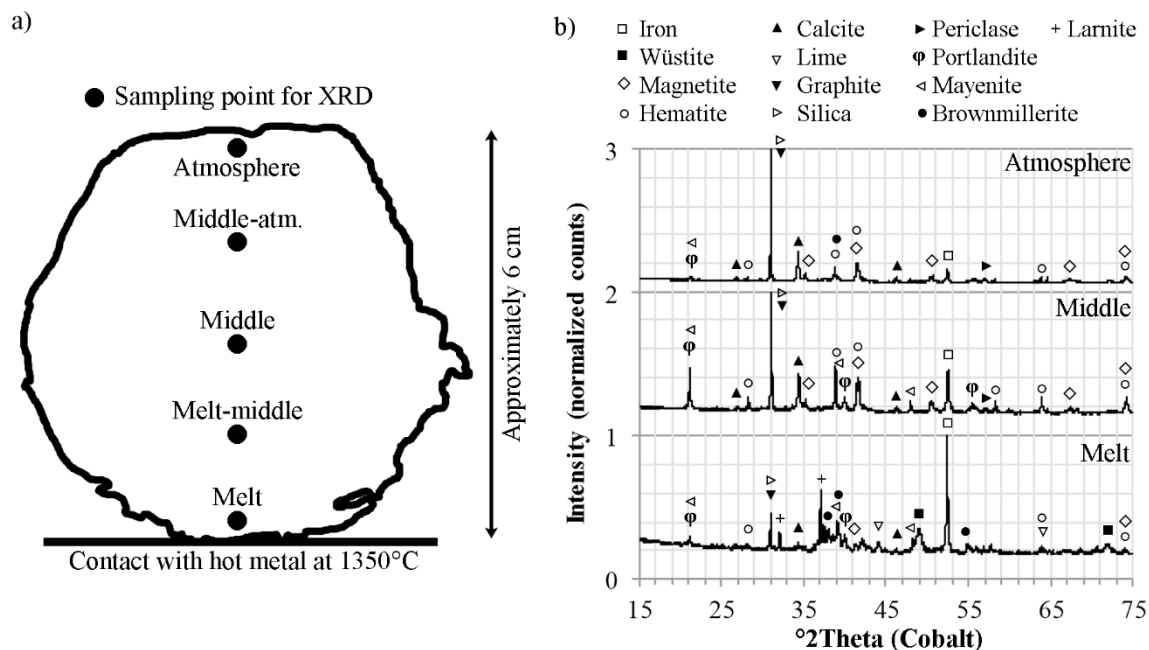 a)
● Sampling point for XRD
Atmosphere
Middle-atm.
Middle
Melt-middle
Melt
Contact with hot metal at 1350°C
Approximately 6 cm
b)
□ Iron ▲ Calcite ► Periclase + Larnite
■ Wüstite ▽ Lime φ Portlandite
◇ Magnetite ▼ Graphite ◁ Mayenite
○ Hematite ▷ Silica ● Brownmillerite
Intensity (normalized counts)
3
Atmosphere
2
Middle
1
Melt
0
15 25 35 45 55 65 75
°2Theta (Cobalt)